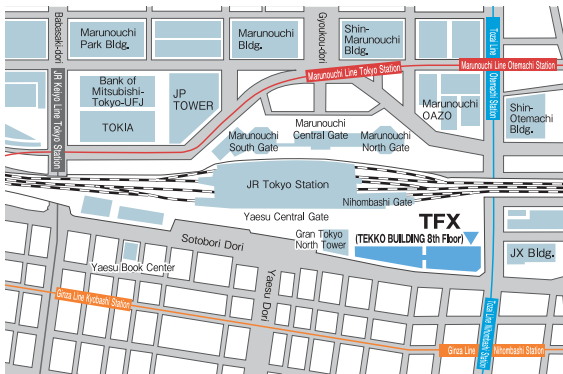 Babasaki-dori
Marunouchi
Park Bldg.
Marunouchi
Bldg.
Gyoukou-dori
Shin-
Marunouchi
Bldg.
Tozai Line
Otemachi Station
Marunouchi Line Tokyo Station
Marunouchi Line Otemachi Station
JR Keiyo Line Tokyo Station
Bank of
Mitsubishi-
Tokyo-UFJ
TOKIA
JP
TOWER
Marunouchi
OAZO
Shin-
Otemachi
Bldg.
Marunouchi
South Gate
Marunouchi
Central Gate
Marunouchi
North Gate
JR Tokyo Station
Nihombashi Gate
Yaesu Central Gate
TFX
(TEKKO BUILDING 8th Floor)
Gran Tokyo
North Tower
Sotobori Dori
JX Bldg.
Yaesu Book Center
Yaesu Dori
Ginza Line Kyobashi Station
Tozai Line Nihombashi Station
Ginza Line
Nihombashi Station